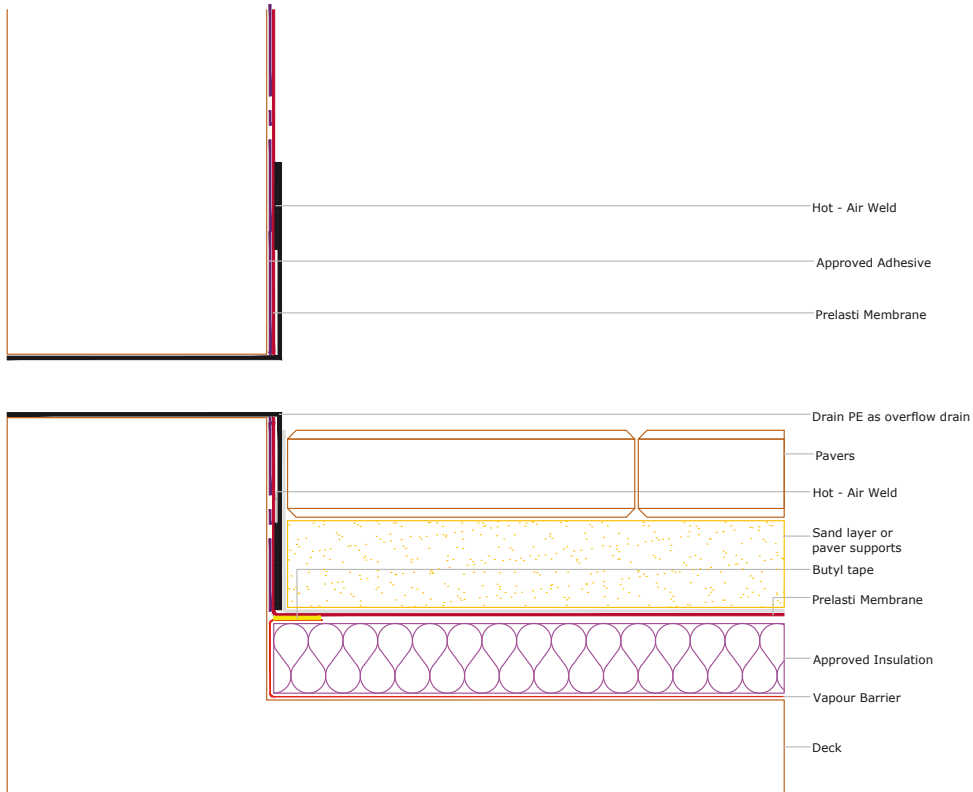 Hot - Air Weld
Approved Adhesive
Prelasti Membrane
Drain PE as overflow drain
Pavers
Hot - Air Weld
Sand layer or
paver supports
Butyl tape
Prelasti Membrane
Approved Insulation
Vapour Barrier
Deck